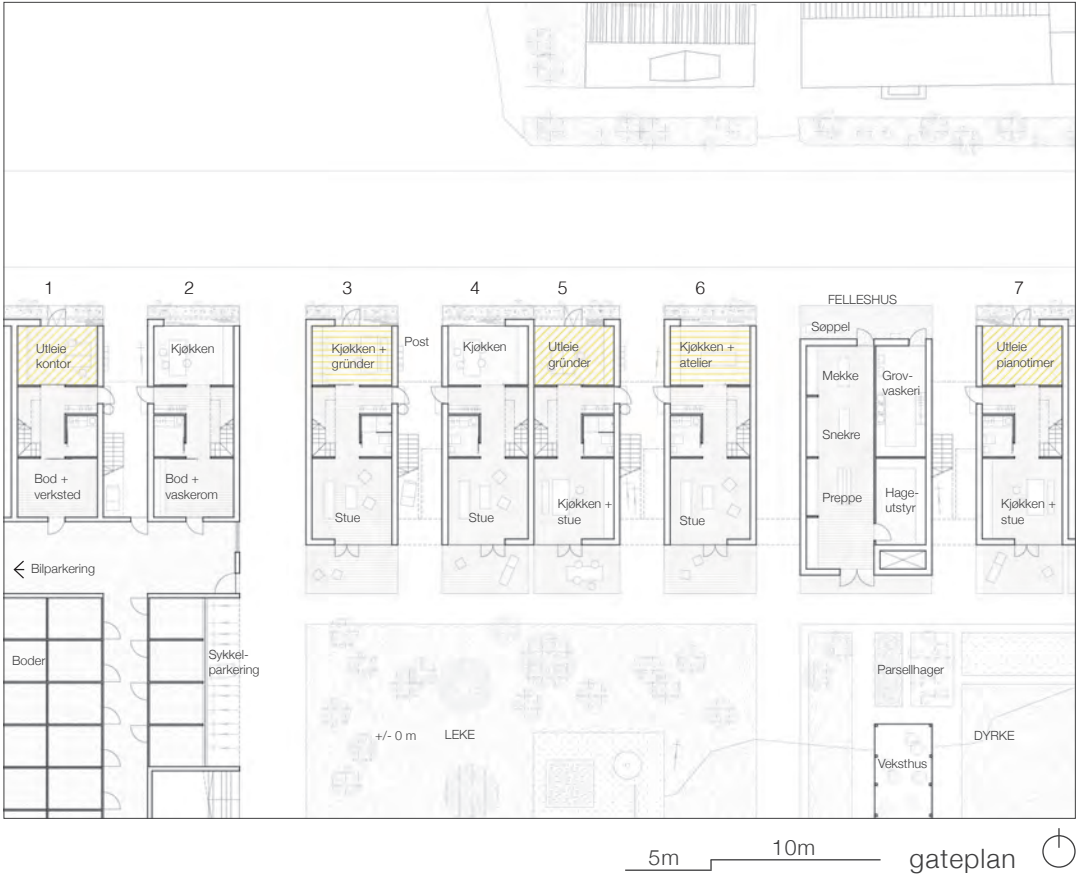 1
2
3
4
5
6
7
FELLESHUS
Søppel
Post
Utleie
kontor
Kjøkken
Kjøkken +
gründer
Kjøkken
Utleie
gründer
Kjøkken +
atelier
Mekke
Grov-
vaskeri
Utleie
pianotimer
Snekre
Bod +
verksted
Bod +
vaskerom
Stue
Stue
Kjøkken +
stue
Stue
Preppe
Hage-
utstyr
Kjøkken +
stue
Bilparkering
Boder
Sykkel-
parkering
Parsellhager
+/- 0 m
LEKE
DYRKE
Veksthus
5m
10m
gateplan